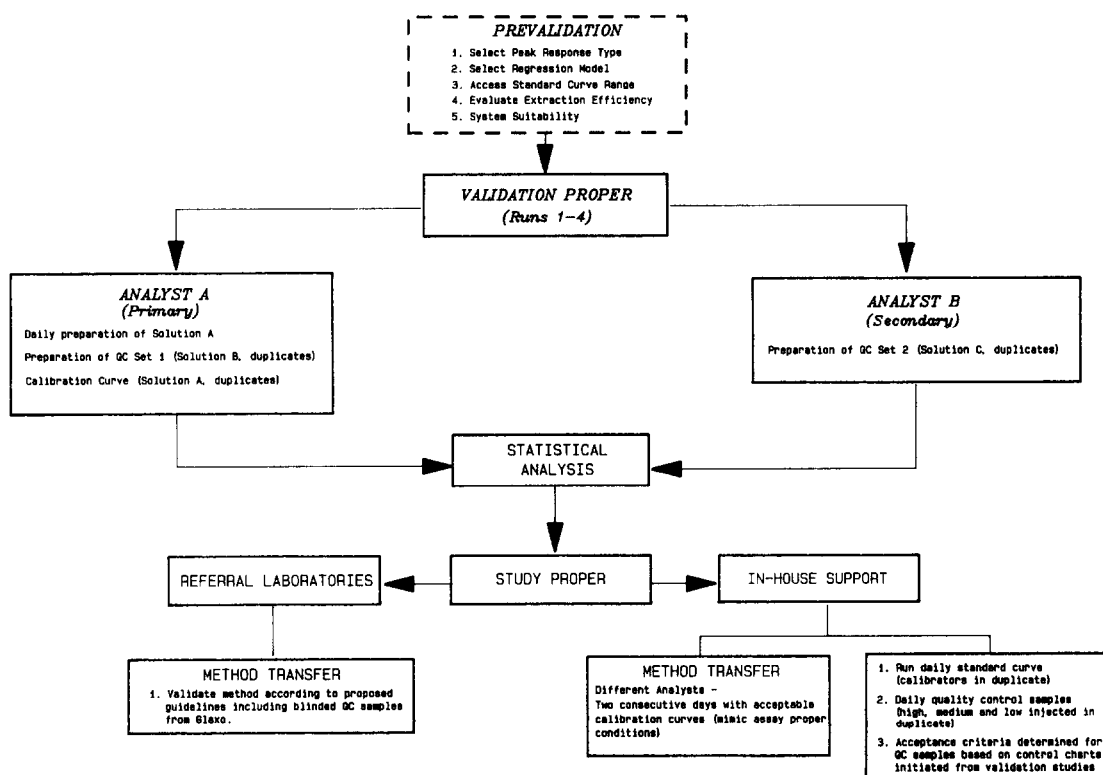 PREVALIDATION
1. Select Peak Response Type
2. Select Regression Model
3. Access Standard Curve Range
4. Evaluate Extraction Efficiency
5. System Suitability
VALIDATION PROPER
(Runs 1-4)
ANALYST A
(Primary)
Daily preparation of Solution A
Preparation of QC Set 1 (Solution B, duplicates)
Calibration Curve (Solution A, duplicates)
ANALYST B
(Secondary)
Preparation of QC Set 2 (Solution C, duplicates)
STATISTICAL
ANALYSIS
REFERRAL LABORATORIES
STUDY PROPER
IN-HOUSE SUPPORT
METHOD TRANSFER
1. Validate method according to proposed
guidelines including blinded QC samples
from Glaxo.
METHOD TRANSFER
Different Analysts -
Two consecutive days with acceptable
calibration curves (mimic assay proper
conditions)
1. Run daily standard curve
(calibrators in duplicate)
2. Daily quality control samples
(high, medium and low injected in
duplicate)
3. Acceptance criteria determined for
QC samples based on control charts
initiated from validation studies